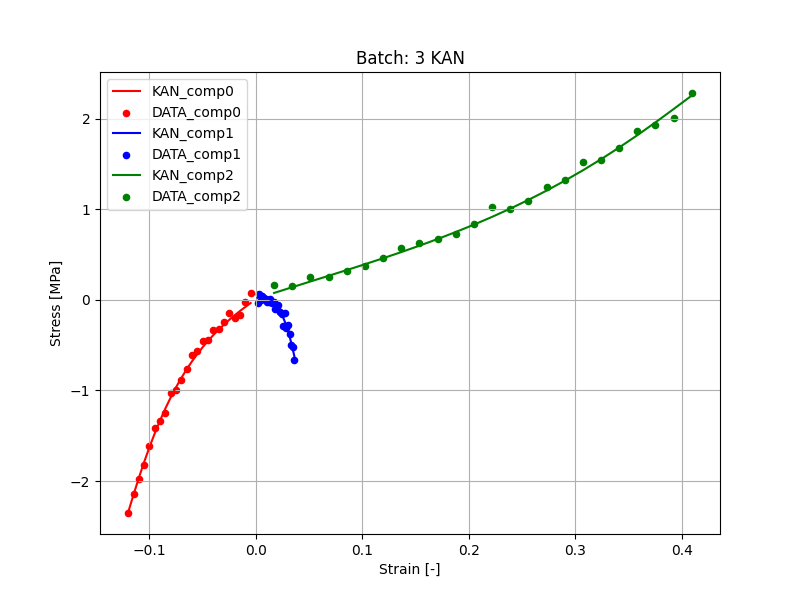 Batch: 3 KAN
KAN_comp0
DATA_comp0
KAN_comp1
DATA_comp1
KAN_comp2
DATA_comp2
2
1
0
−1
−2
Stress [MPa]
−0.1
0.0
0.1
0.2
0.3
0.4
Strain [-]